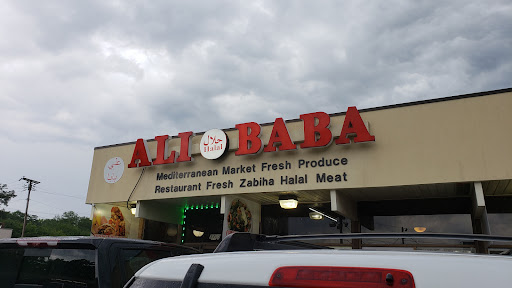 ALI حلال Halal BABA
Mediterranean Market Fresh Produce
Restaurant Fresh Zabiha Halal Meat